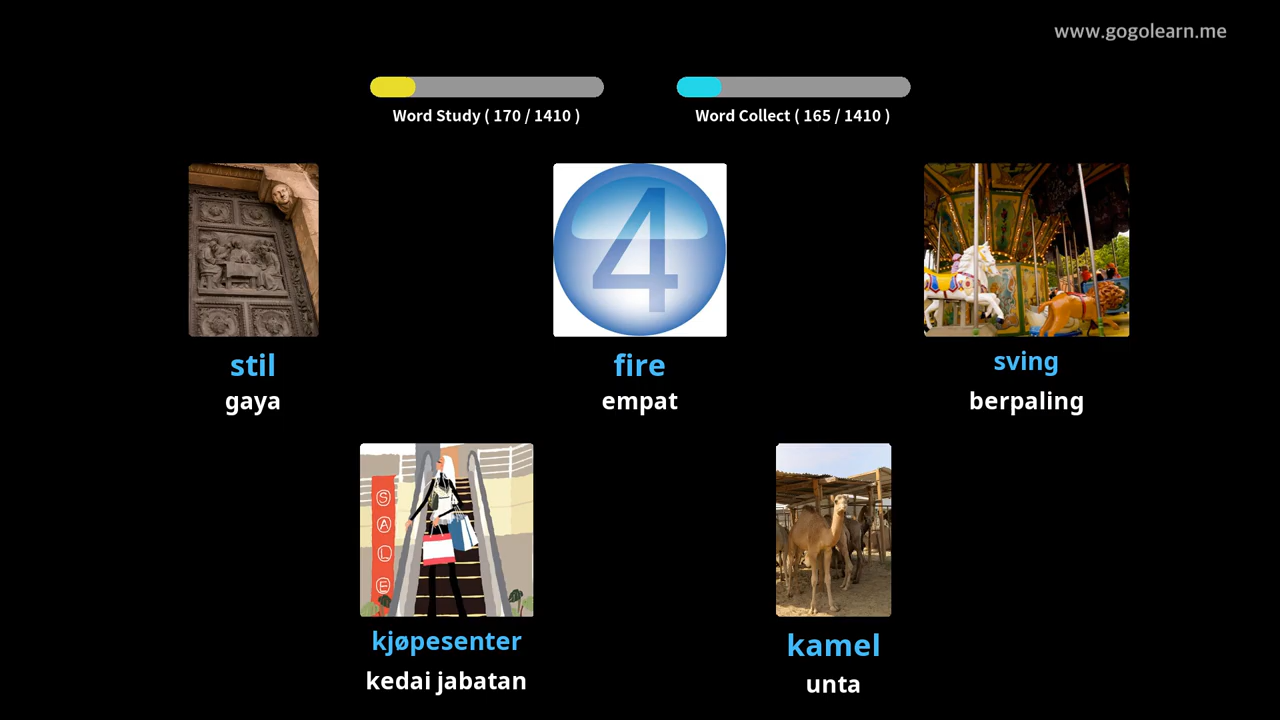 www.gogolearn.me
Word Study ( 170 / 1410 )
Word Collect ( 165 / 1410 )
4
stil
gaya
fire
empat
sving
berpaling
SALE
kjøpesenter
kedai jabatan
kamel
unta